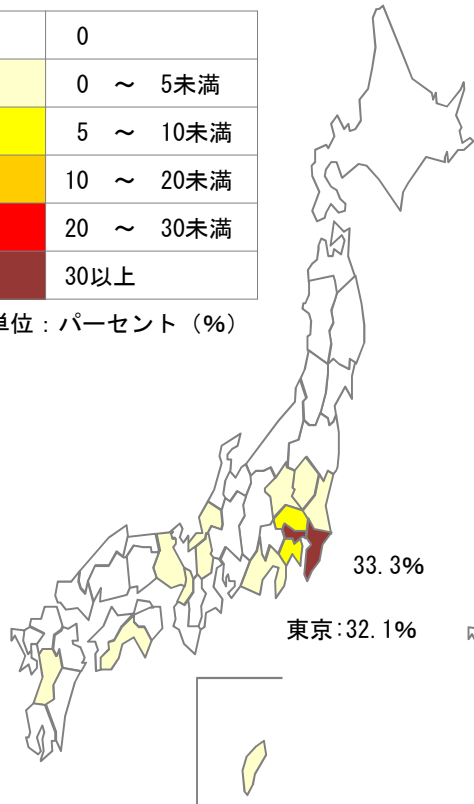 0
0 ～ 5未満
5 ～ 10未満
10 ～ 20未満
20 ～ 30未満
30以上
単位：パーセント（%）
33.3%
東京:32.1%